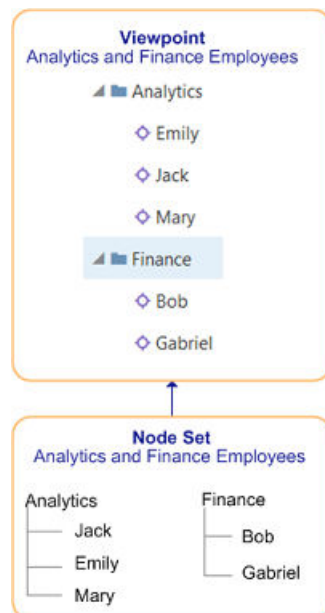 Viewpoint
Analytics and Finance Employees
Analytics
Emily
Jack
Mary
Finance
Bob
Gabriel
Node Set
Analytics and Finance Employees
Analytics
Jack
Emily
Mary
Finance
Bob
Gabriel